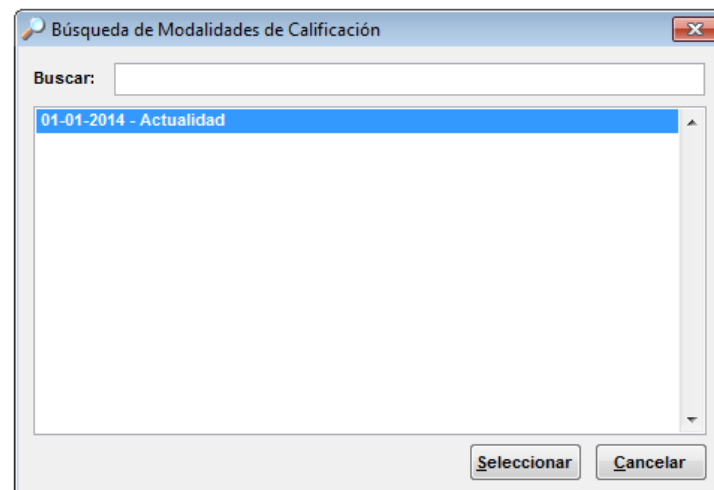 Búsqueda de Modalidades de Calificación
Buscar:
01-01-2014 - Actualidad
Seleccionar
Cancelar